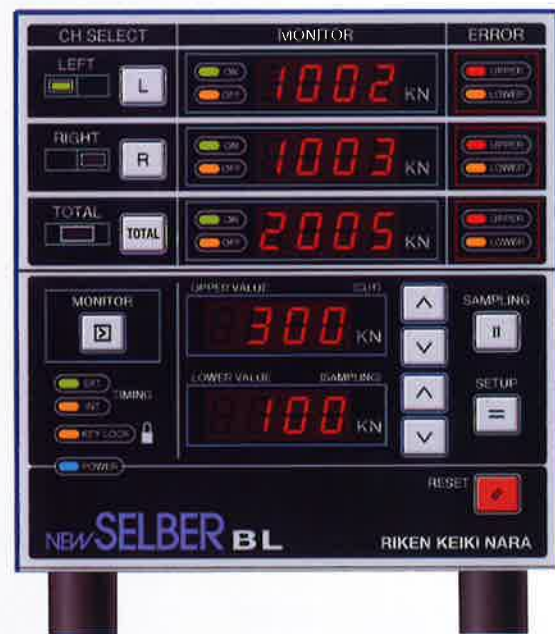 CH SELECT MONITOR ERROR
LEFT
L
ON
OFF
1002 KN
UPPER
LOWER
RIGHT
R
ON
OFF
1003 KN
UPPER
LOWER
TOTAL
TOTAL
ON
OFF
2005 KN
UPPER
LOWER
MONITOR
UPPER VALUE
300 KN
SAMPLING
LOWER VALUE (SAMPLING)
100 KN
SETUP
EXT
INT
TIMING
KEY LOCK
POWER
RESET
NEW SELBER BL
RIKEN KEIKI NARA